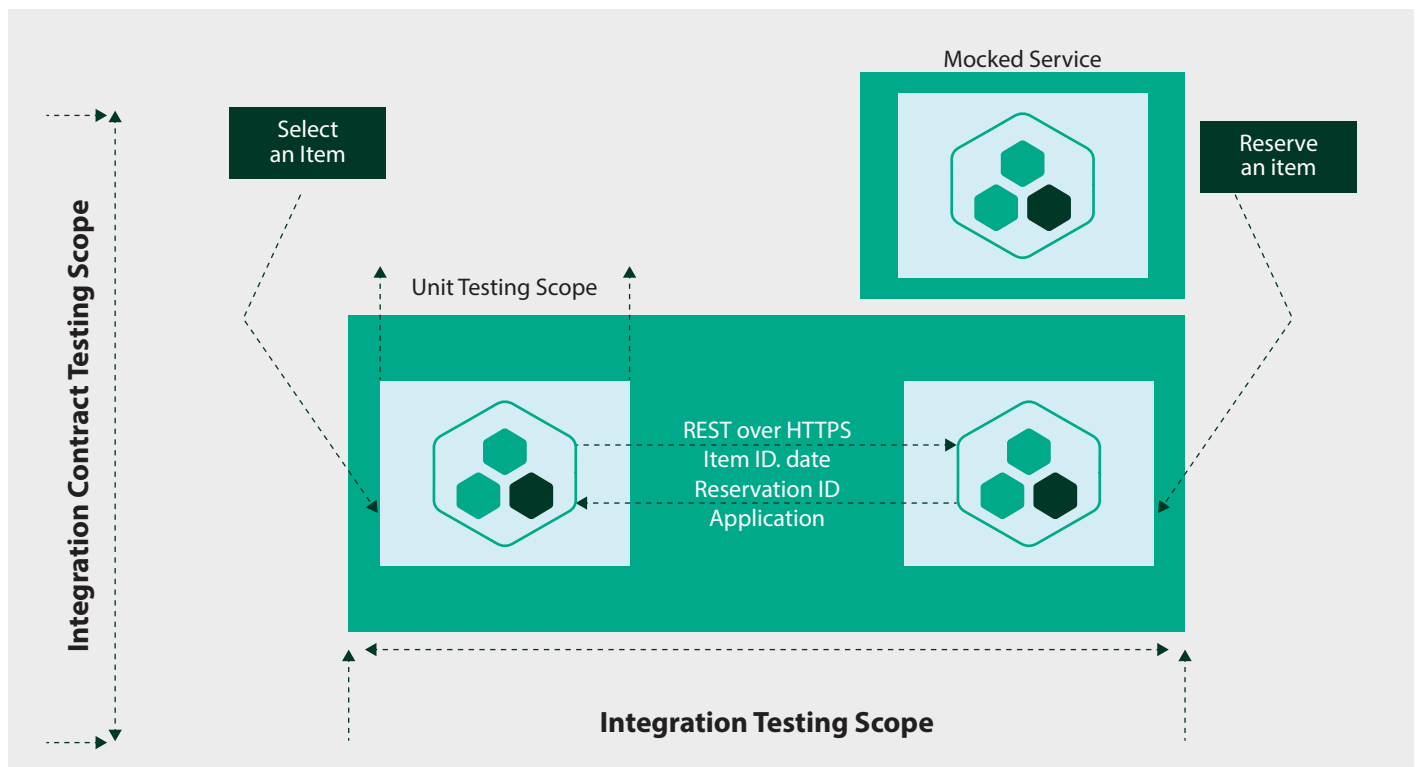 Mocked Service
Select
an Item
Reserve
an item
Integration Contract Testing Scope
Unit Testing Scope
REST over HTTPS
Item ID. date
Reservation ID
Application
Integration Testing Scope